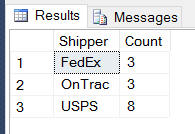 Results Messages
Shipper Count
1 FedEx 3
2 OnTrac 3
3 USPS 8